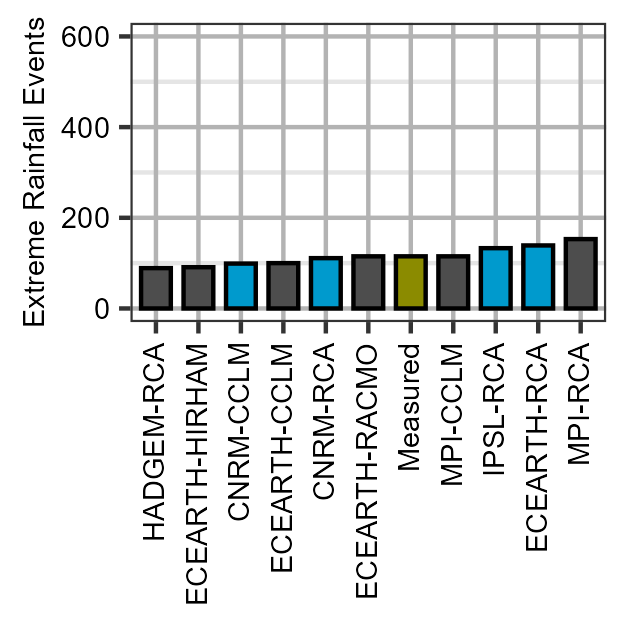 Extreme Rainfall Events
600
400
200
0
HADGEM-RCA
ECEARTH-HIRHAM
CNRM-CCLM
ECEARTH-CCLM
CNRM-RCA
ECEARTH-RACMO
Measured
MPI-CCLM
IPSL-RCA
ECEARTH-RCA
MPI-RCA